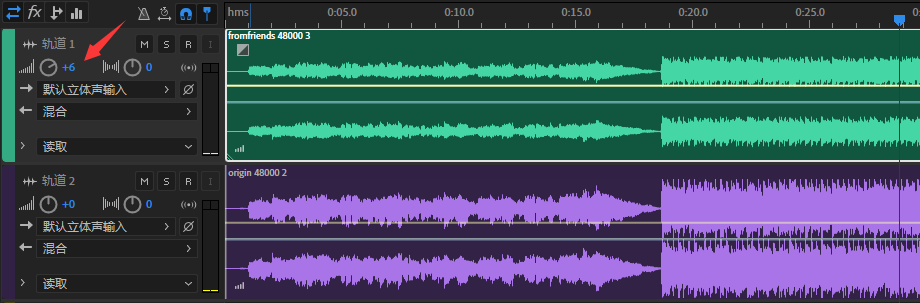 fx
hms
0:05.0
0:10.0
0:15.0
0:20.0
0:25.0
轨道 1
M
S
R
I
+6
0
默认立体声输入
混合
读取
fromfriends 48000 3
轨道 2
M
S
R
I
+0
0
默认立体声输入
混合
读取
origin 48000 2